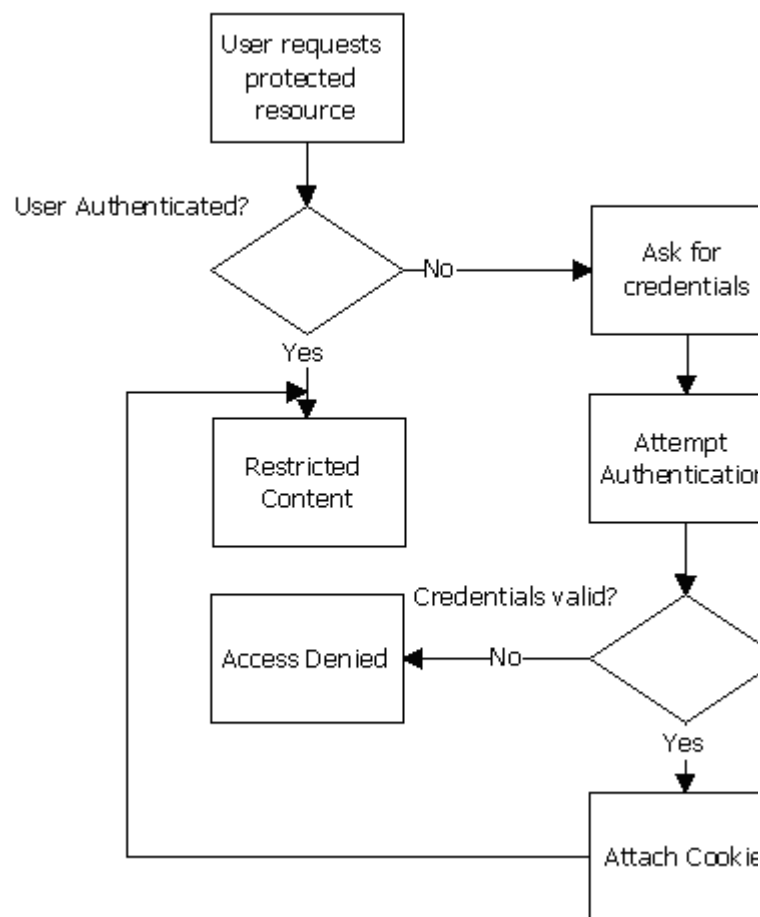 User requests
protected
resource
User Authenticated?
No
Ask for
credentials
Yes
Attempt
Authentication
Restricted
Content
Credentials valid?
Access Denied
No
Yes
Attach Cookie